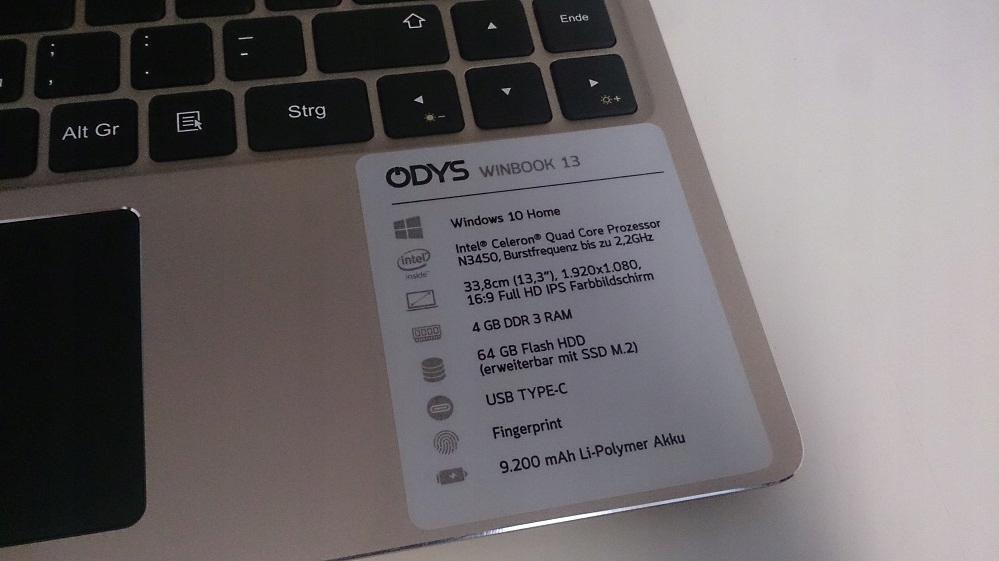 Ende
;
,
:
.
_
-
Alt Gr
Strg
ODYS WINBOOK 13
Windows 10 Home
intel inside™
Intel® Celeron® Quad Core Prozessor
N3450, Burstfrequenz bis zu 2,2GHz
33,8cm (13,3"), 1.920x1.080,
16:9 Full HD IPS Farbbildschirm
4 GB DDR 3 RAM
64 GB Flash HDD
(erweiterbar mit SSD M.2)
USB TYPE-C
Fingerprint
9.200 mAh Li-Polymer Akku